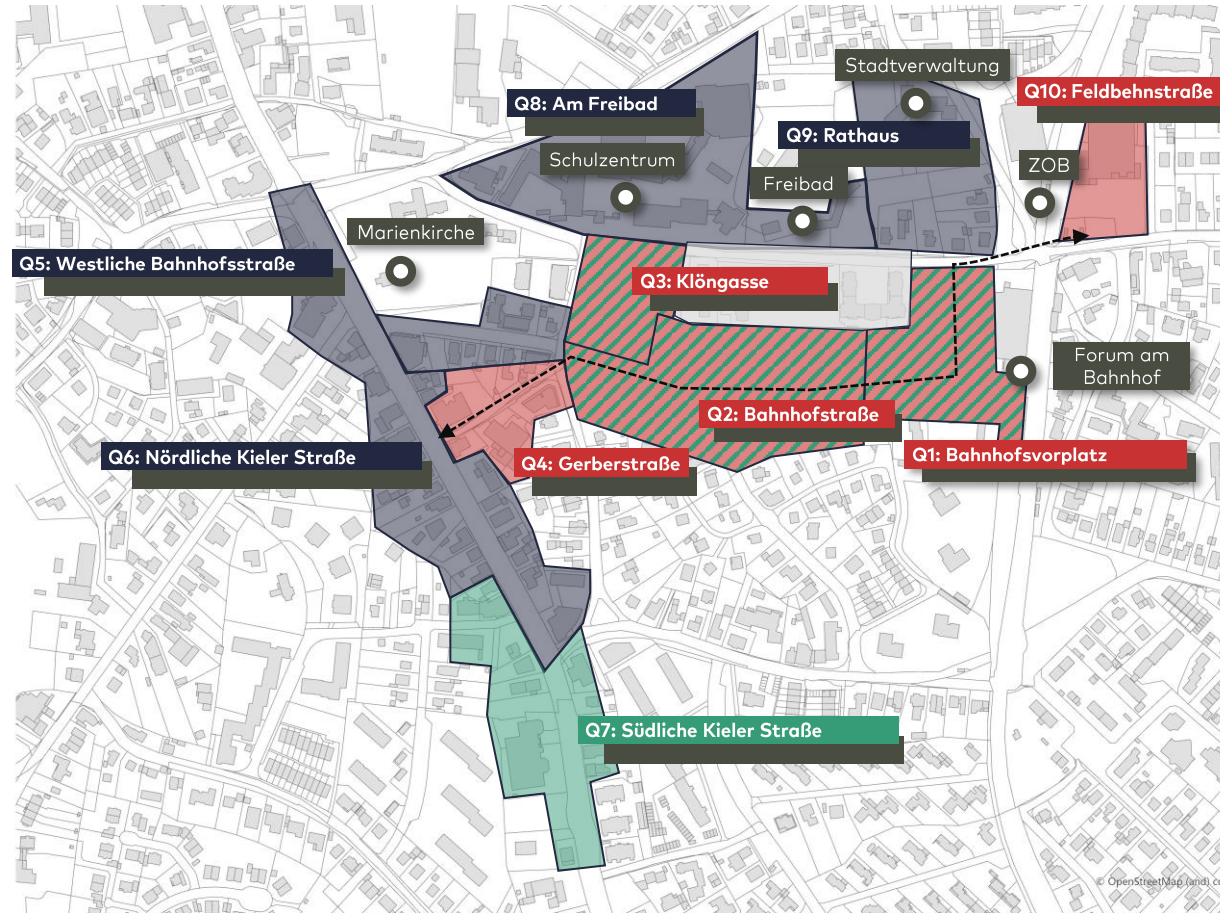 Stadtverwaltung
Q10: Feldbehnstraße
Q8: Am Freibad
Q9: Rathaus
Schulzentrum
ZOB
Freibad
Marienkirche
Q5: Westliche Bahnhofsstraße
Q3: Klöngasse
Forum am
Bahnhof
Q2: Bahnhofstraße
Q6: Nördliche Kieler Straße
Q4: Gerberstraße
Q1: Bahnhofsvorplatz
Q7: Südliche Kieler Straße
© OpenStreetMap (and) co